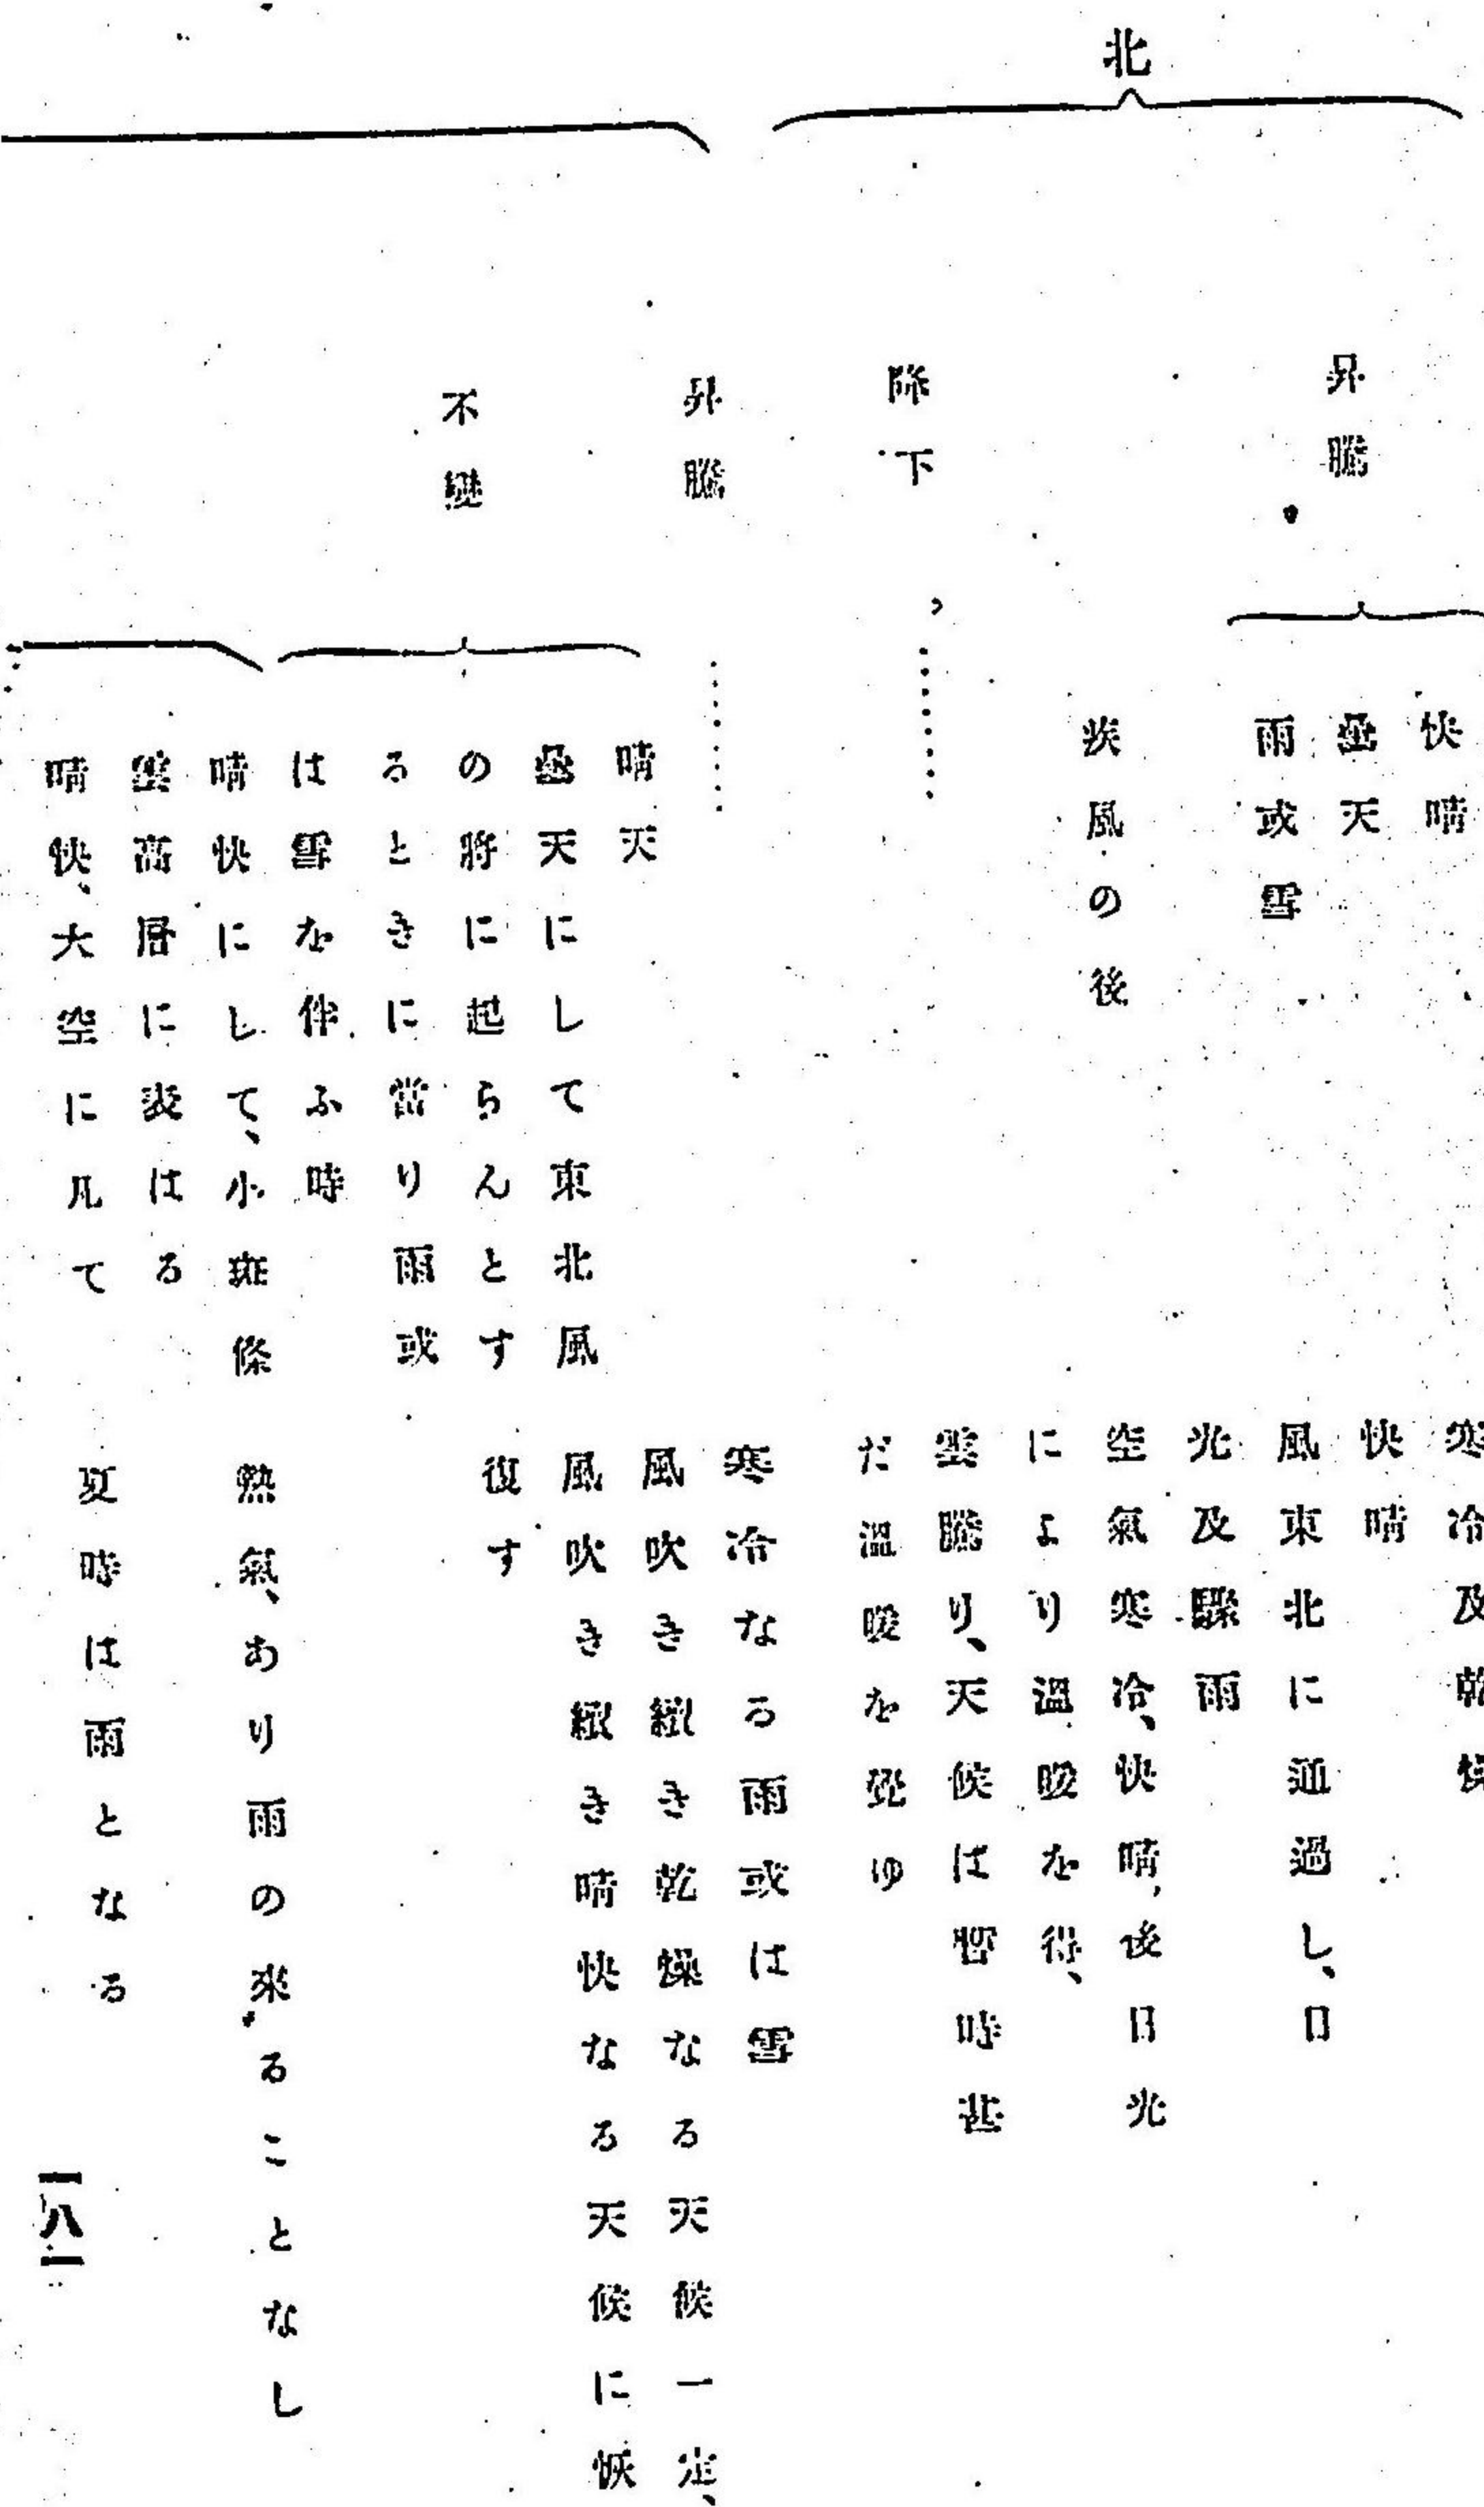 北
昇騰
快晴
曇天
雨或雪
疾風の後
寒冷及乾燥
快晴
風東北に通過し、日
光及驟雨
空氣寒冷、快晴、後日光
により溫暖を得、
降下
雲騰り、天候は暫時甚
だ溫暖を覺ゆ
昇騰
寒冷なる雨或は雪
不變
晴天
曇天にして東北風
の將に起らんとす
るときに當り雨或
は雪を伴ふ時
風吹き續き乾燥なる天候一定、
風吹き續き晴快なる天候に恢
復す
晴快にして、小斑條
雲高層に表はる
熱氣、あり雨の來ることなし
晴快、大空に凡て
夏時は雨となる
一八一